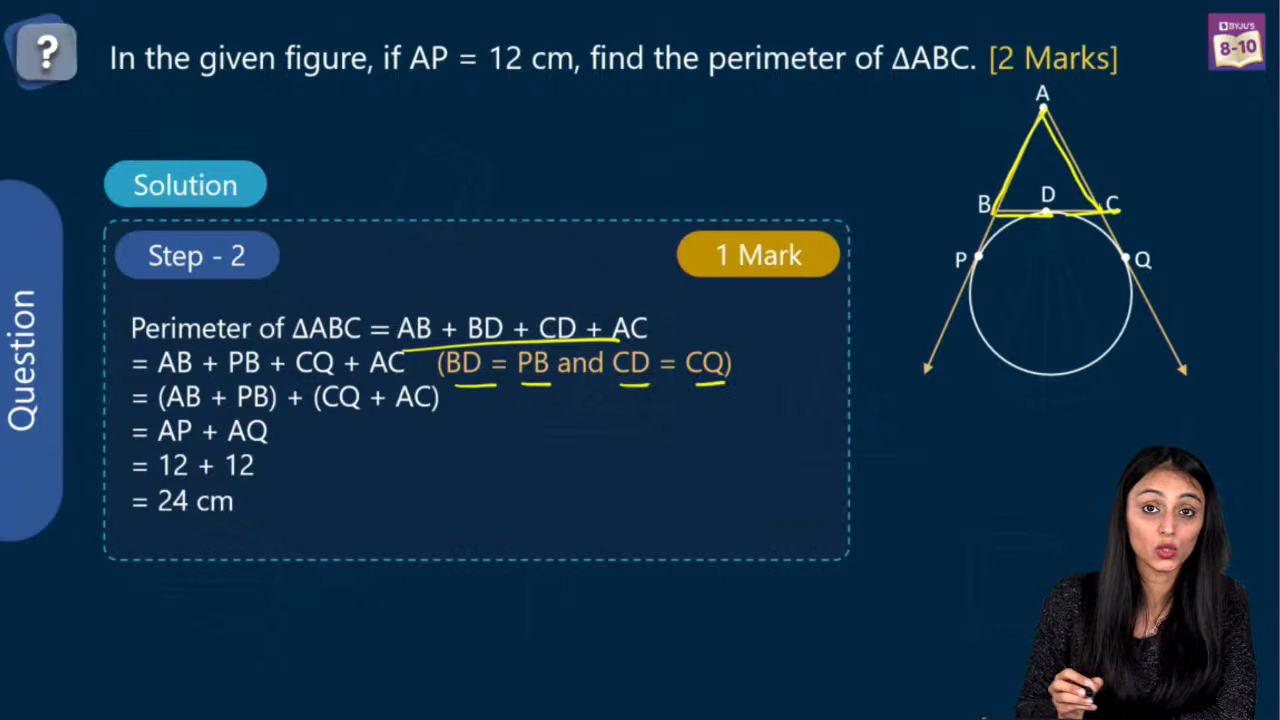 ?
In the given figure, if AP = 12 cm, find the perimeter of ΔABC. [2 Marks]
BYJU'S
8-10
Question
Solution
Step - 2
1 Mark
Perimeter of ΔABC = AB + BD + CD + AC
= AB + PB + CQ + AC (BD = PB and CD = CQ)
= (AB + PB) + (CQ + AC)
= AP + AQ
= 12 + 12
= 24 cm
A
B D C
P Q